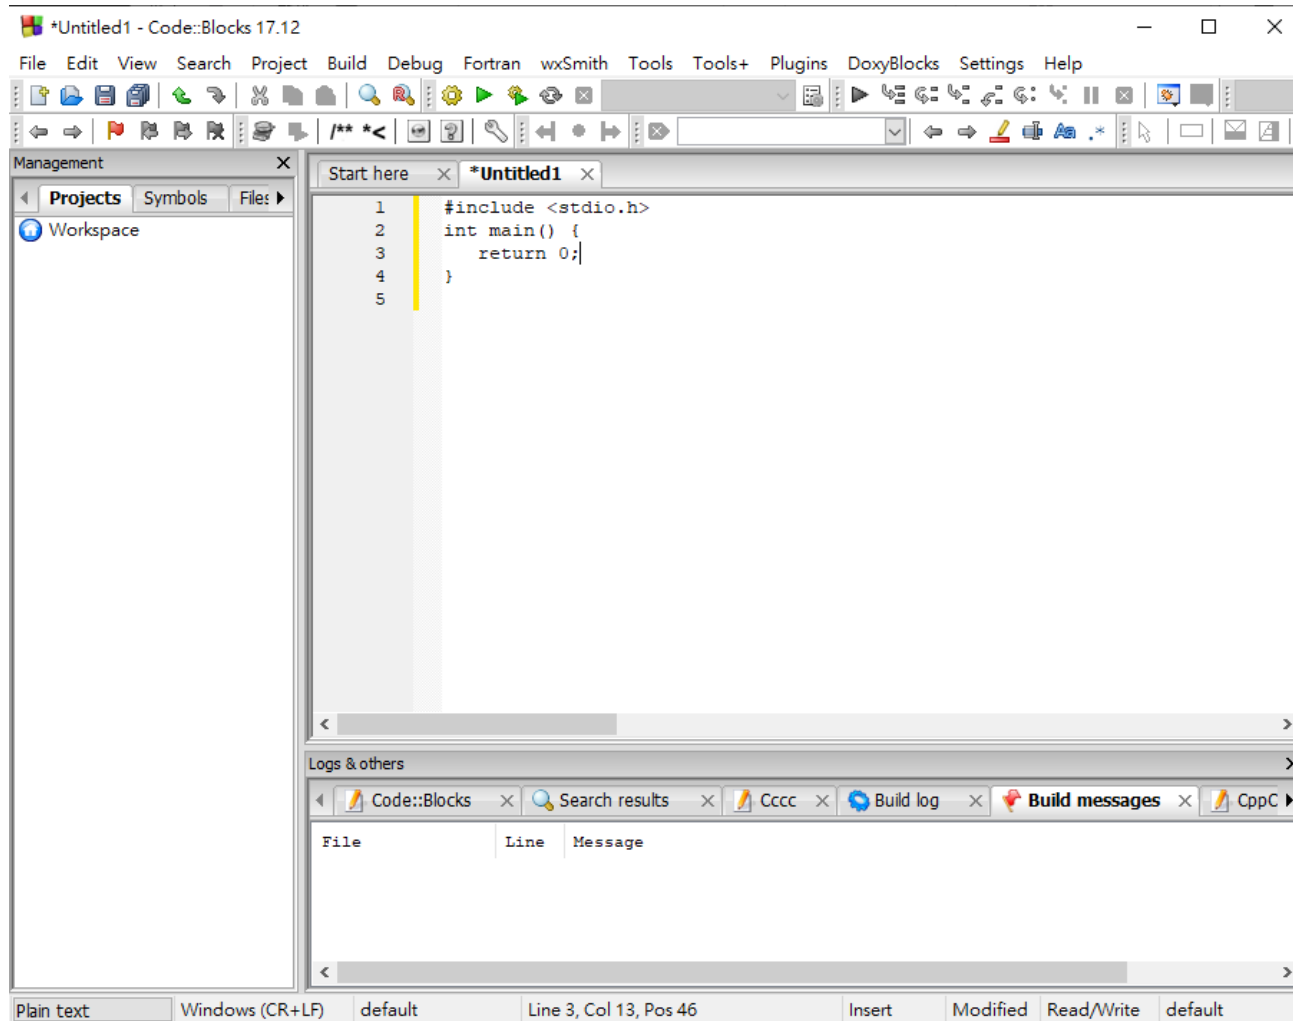 *Untitled1 - Code::Blocks 17.12
File Edit View Search Project Build Debug Fortran wxSmith Tools Tools+ Plugins DoxyBlocks Settings Help
/** *<
Management
Projects Symbols Files
Workspace
Start here *Untitled1
1 #include <stdio.h>
2 int main() {
3    return 0;
4 }
5
Logs & others
Code::Blocks Search results Cccc Build log Build messages CppC
File Line Message
Plain text Windows (CR+LF) default Line 3, Col 13, Pos 46 Insert Modified Read/Write default